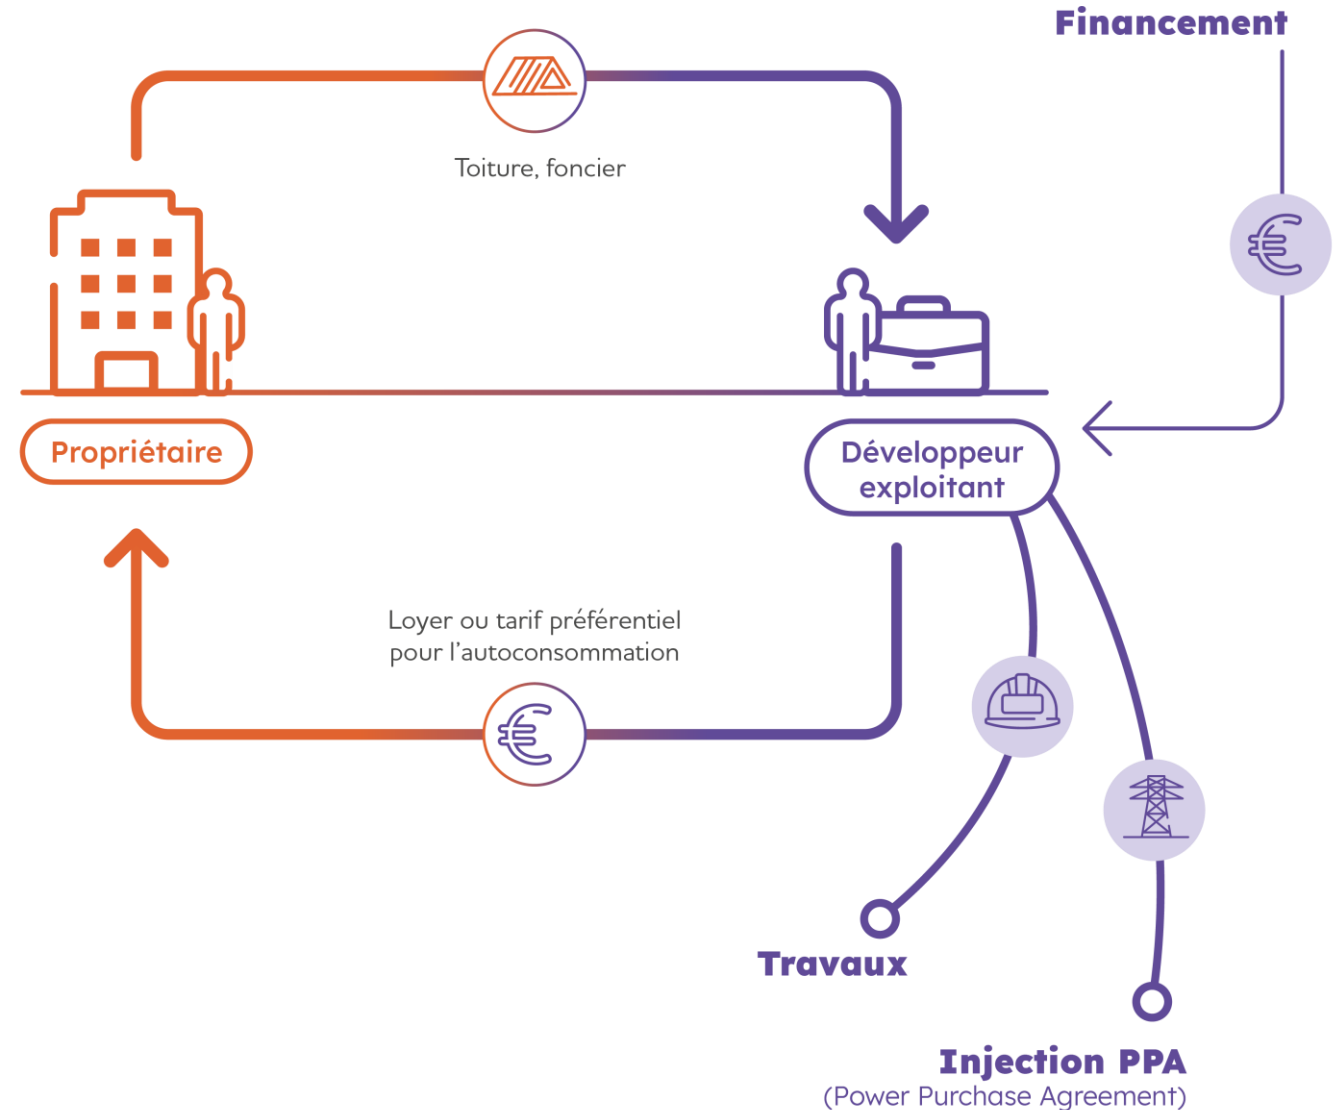 Financement
Toiture, foncier
Propriétaire
Développeur
exploitant
Loyer ou tarif préférentiel
pour l’autoconsommation
Travaux
Injection PPA
(Power Purchase Agreement)